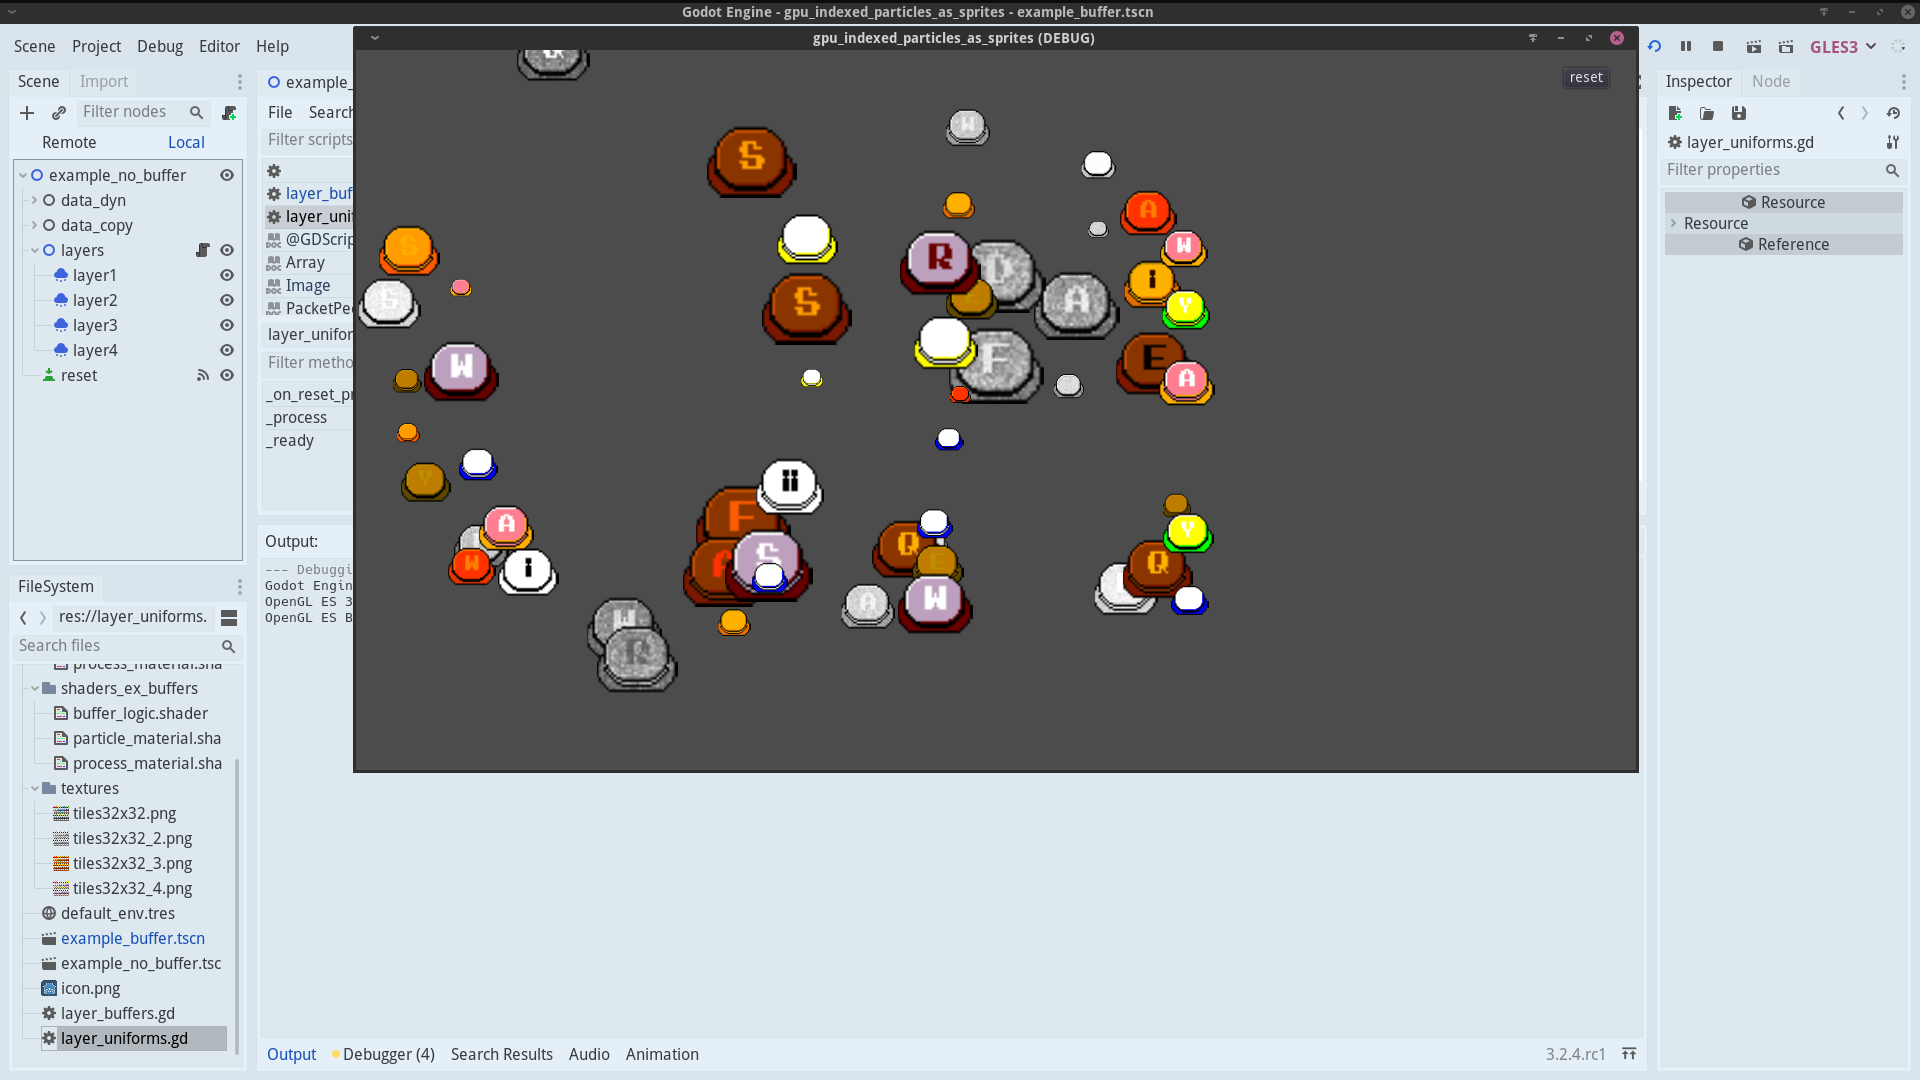 Godot Engine - gpu_indexed_particles_as_sprites - example_buffer.tscn
Scene Project Debug Editor Help
GLES3
gpu_indexed_particles_as_sprites (DEBUG)
reset
Scene Import
Filter nodes
Remote Local
example_no_buffer
data_dyn
data_copy
layers
layer1
layer2
layer3
layer4
reset
FileSystem
res://layer_uniforms.
Search files
process_material.sha
shaders_ex_buffers
buffer_logic.shader
particle_material.sha
process_material.sha
textures
tiles32x32.png
tiles32x32_2.png
tiles32x32_3.png
tiles32x32_4.png
default_env.tres
example_buffer.tscn
example_no_buffer.tsc
icon.png
layer_buffers.gd
layer_uniforms.gd
example_
File Search
Filter scripts
layer_buf
layer_unif
@GDScrip
Array
Image
PacketPe
layer_unifor
Filter metho
_on_reset_pr
_process
_ready
Output:
--- Debuggi
Godot Engin
OpenGL ES 3
OpenGL ES B
W
S
A
S
R
D
W
i
S
E
A
Y
S
F
E
W
A
Y
ii
F
A
S
Q
Y
W
i
A
E
W
Q
W
R
Output Debugger (4) Search Results Audio Animation
3.2.4.rc1
Inspector Node
layer_uniforms.gd
Filter properties
Resource
Resource
Reference